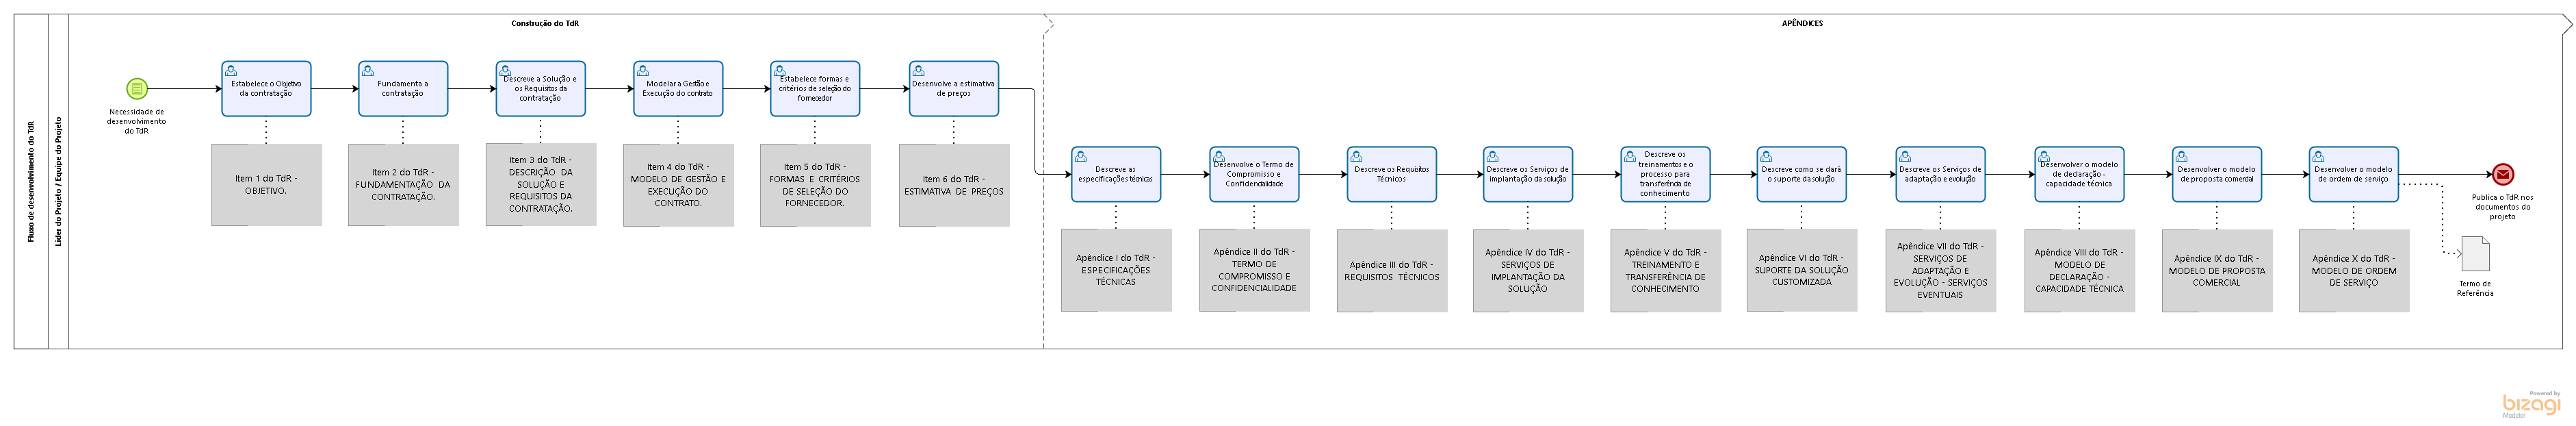 Construção do TdR
APÊNDICES
Fluxo de desenvolvimento do TdR
Líder do Projeto / Equipe do Projeto
Necessidade de
desenvolvimento
do TdR
Estabelece o Objetivo
da contratação
Fundamenta a
contratação
Descreve a Solução e
os Requisitos da
contratação
Modelar a Gestão e
Execução do contrato
Estabelece formas e
critérios de seleção do
fornecedor
Desenvolve a estimativa
de preços
Item 1 do TdR -
OBJETIVO.
Item 2 do TdR -
FUNDAMENTAÇÃO DA
CONTRATAÇÃO.
Item 3 do TdR -
DESCRIÇÃO DA
SOLUÇÃO E
REQUISITOS DA
CONTRATAÇÃO.
Item 4 do TdR -
MODELO DE GESTÃO E
EXECUÇÃO DO
CONTRATO.
Item 5 do TdR -
FORMAS E CRITÉRIOS
DE SELEÇÃO DO
FORNECEDOR.
Item 6 do TdR -
ESTIMATIVA DE PREÇOS
Descreve as
especificações técnicas
Desenvolve o Termo de
Compromisso e
Confidencialidade
Descreve os Requisitos
Técnicos
Descreve os Serviços de
implantação da solução
Descreve os
treinamentos e o
processo para
transferência de
conhecimento
Descreve como se dará
o suporte da solução
Descreve os Serviços de
adaptação e evolução
Desenvolver o modelo
de declaração -
capacidade técnica
Desenvolver o modelo
de proposta comercial
Desenvolver o modelo
de ordem de serviço
Publica o TdR nos
documentos do
projeto
Apêndice I do TdR -
ESPECIFICAÇÕES
TÉCNICAS
Apêndice II do TdR -
TERMO DE
COMPROMISSO E
CONFIDENCIALIDADE
Apêndice III do TdR -
REQUISITOS TÉCNICOS
Apêndice IV do TdR -
SERVIÇOS DE
IMPLANTAÇÃO DA
SOLUÇÃO
Apêndice V do TdR -
TREINAMENTO E
TRANSFERÊNCIA DE
CONHECIMENTO
Apêndice VI do TdR -
SUPORTE DA SOLUÇÃO
CUSTOMIZADA
Apêndice VII do TdR -
SERVIÇOS DE
ADAPTAÇÃO E
EVOLUÇÃO - SERVIÇOS
EVENTUAIS
Apêndice VIII do TdR -
MODELO DE
DECLARAÇÃO -
CAPACIDADE TÉCNICA
Apêndice IX do TdR -
MODELO DE PROPOSTA
COMERCIAL
Apêndice X do TdR -
MODELO DE ORDEM
DE SERVIÇO
Termo de
Referência
Powered by
bizagi
Modeler